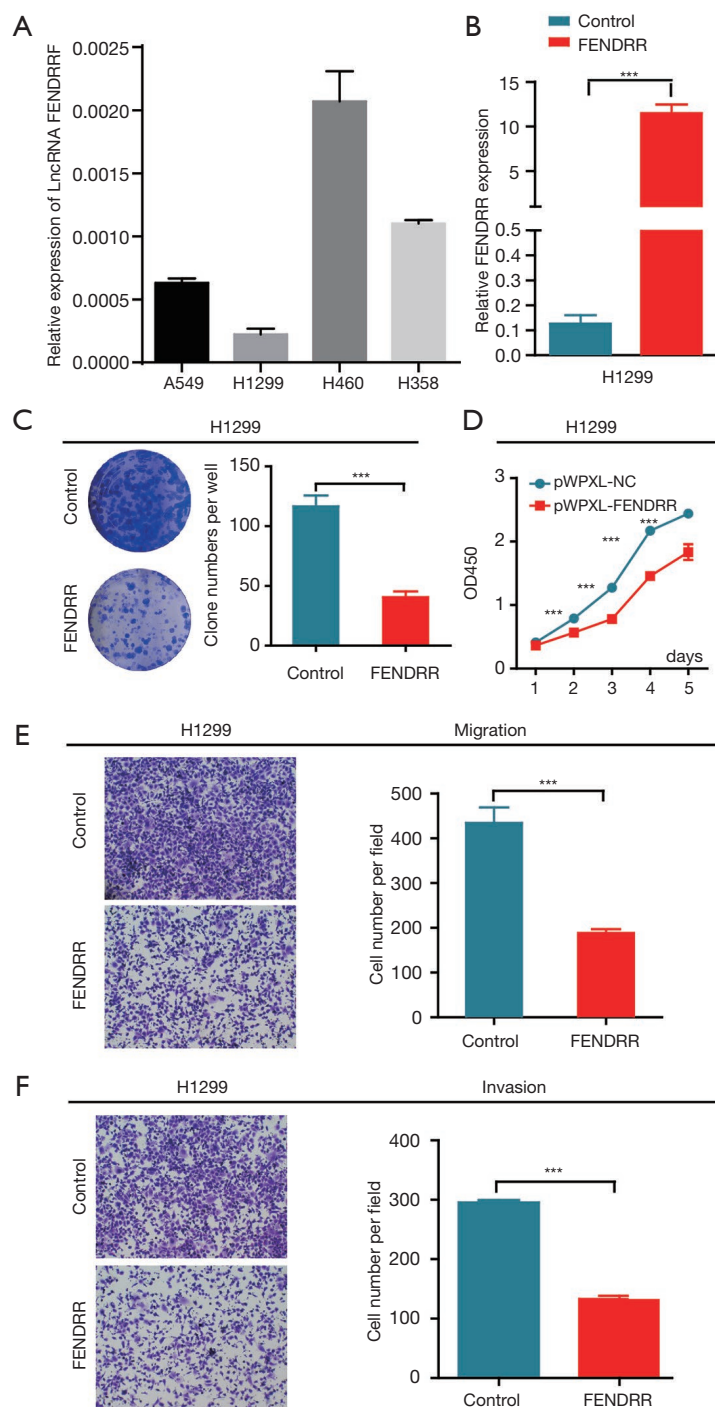 A
Relative expression of LncRNA FENDRRF
0.0025
0.0020
0.0015
0.0010
0.0005
0.0000
A549 H1299 H460 H358
B
Control
FENDRR
***
Relative FENDRR expression
15
10
5
0.5
0.4
0.3
0.2
0.1
0.0
H1299
C
H1299
Control
FENDRR
Clone numbers per well
150
100
50
0
***
Control FENDRR
D
H1299
pWPXL-NC
pWPXL-FENDRR
OD450
3
2
1
0
*** *** *** ***
days
1 2 3 4 5
E
H1299 Migration
Control
FENDRR
Cell number per field
500
400
300
200
100
0
***
Control FENDRR
F
H1299 Invasion
Control
FENDRR
Cell number per field
400
300
200
100
0
***
Control FENDRR